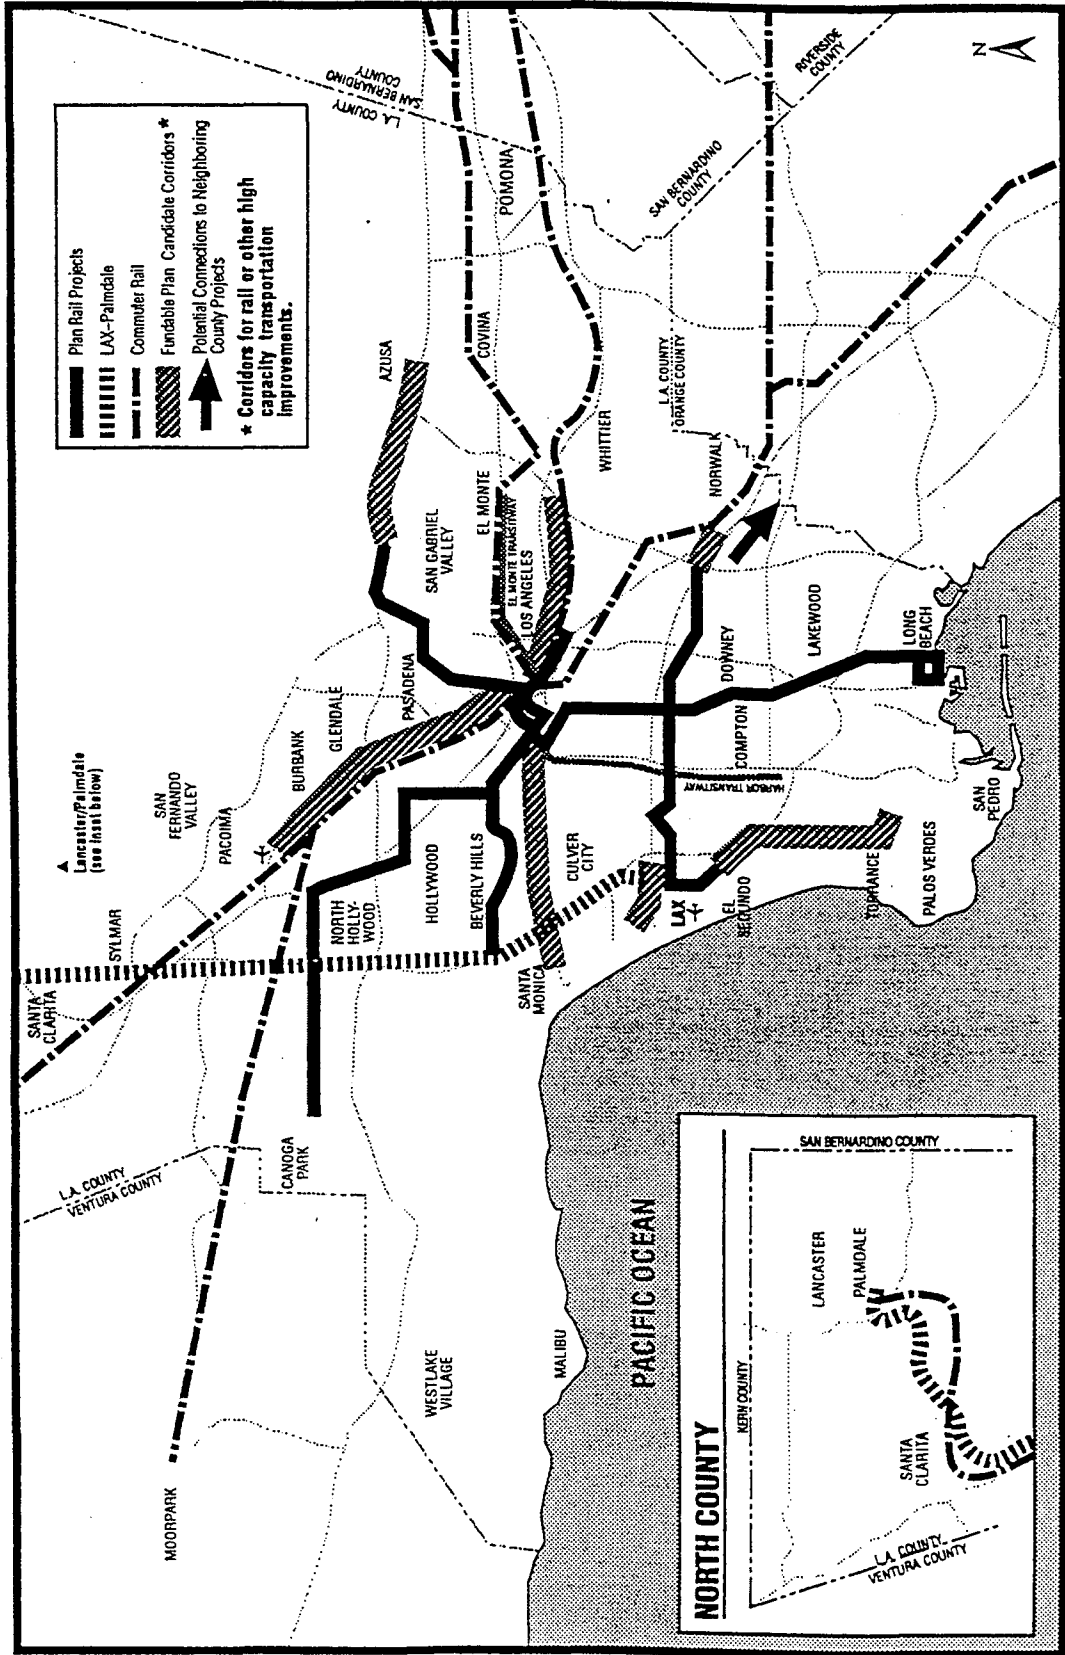 Plan Rail Projects
LAX–Palmdale
Commuter Rail
Fundable Plan Candidate Corridors *
Potential Connections to Neighboring
County Projects
* Corridors for rail or other high
capacity transportation
improvements.
L.A. COUNTY
SAN BERNARDINO
COUNTY
RIVERSIDE
COUNTY
SAN BERNARDINO
COUNTY
N
Lancaster/Palmdale
(see inset below)
SANTA
CLARITA
SYLMAR
PACOIMA
SAN
FERNANDO
VALLEY
BURBANK
GLENDALE
PASADENA
SAN GABRIEL
VALLEY
AZUSA
EL MONTE
EL MONTE TRANSITWAY
LOS ANGELES
COVINA
POMONA
WHITTIER
L.A. COUNTY
ORANGE COUNTY
NORWALK
L.A. COUNTY
VENTURA COUNTY
MOORPARK
CANOGA
PARK
NORTH
HOLLY-
WOOD
HOLLYWOOD
BEVERLY HILLS
CULVER
CITY
SANTA
MONICA
LAX
EL
SEGUNDO
HARBOR TRANSITWAY
COMPTON
DOWNEY
LAKEWOOD
LONG
BEACH
TORRANCE
PALOS VERDES
SAN
PEDRO
WESTLAKE
VILLAGE
MALIBU
PACIFIC OCEAN
NORTH COUNTY
KERN COUNTY
SAN BERNARDINO COUNTY
LANCASTER
PALMDALE
SANTA
CLARITA
L.A. COUNTY
VENTURA COUNTY